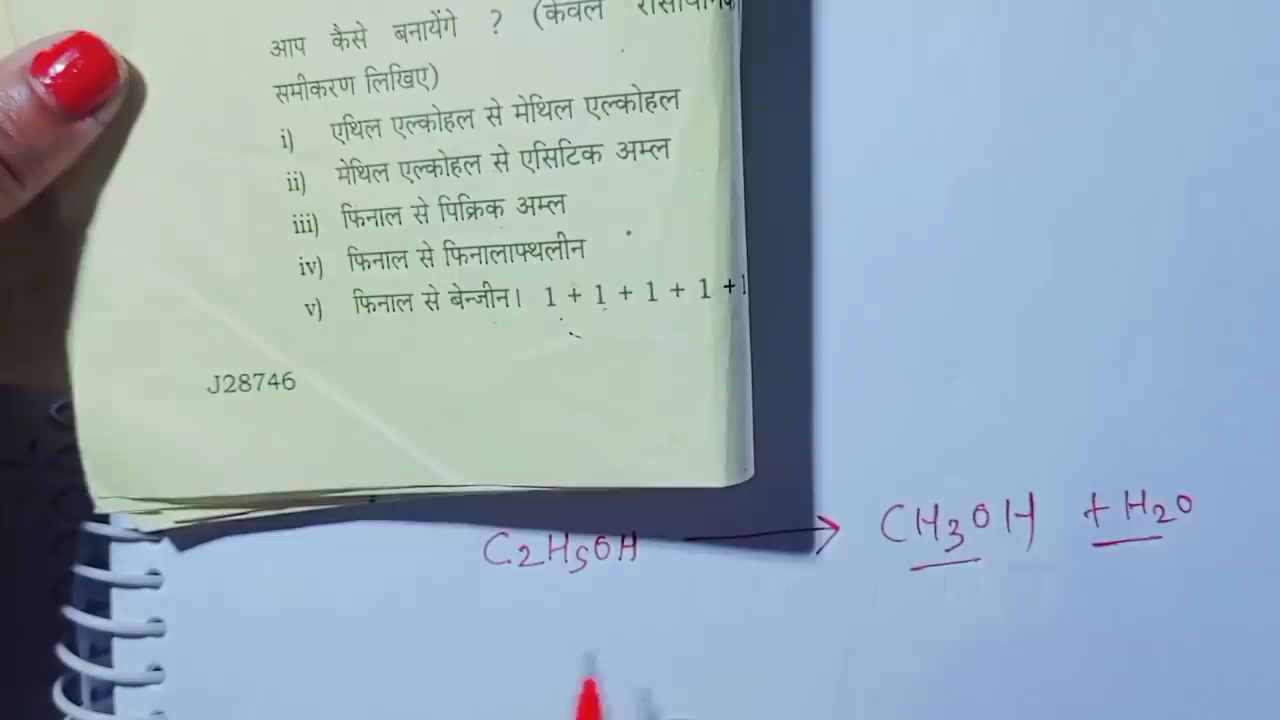 आप कैसे बनायेंगे ? (केवल
समीकरण लिखिए)
i) एथिल एल्कोहल से मेथिल एल्कोहल
ii) मेथिल एल्कोहल से एसिटिक अम्ल
iii) फिनाल से पिक्रिक अम्ल
iv) फिनाल से फिनालाफ्थलीन
v) फिनाल से बेन्जीन। 1 + 1 + 1 + 1 + 1
J28746
C2H5OH → CH3OH + H2O